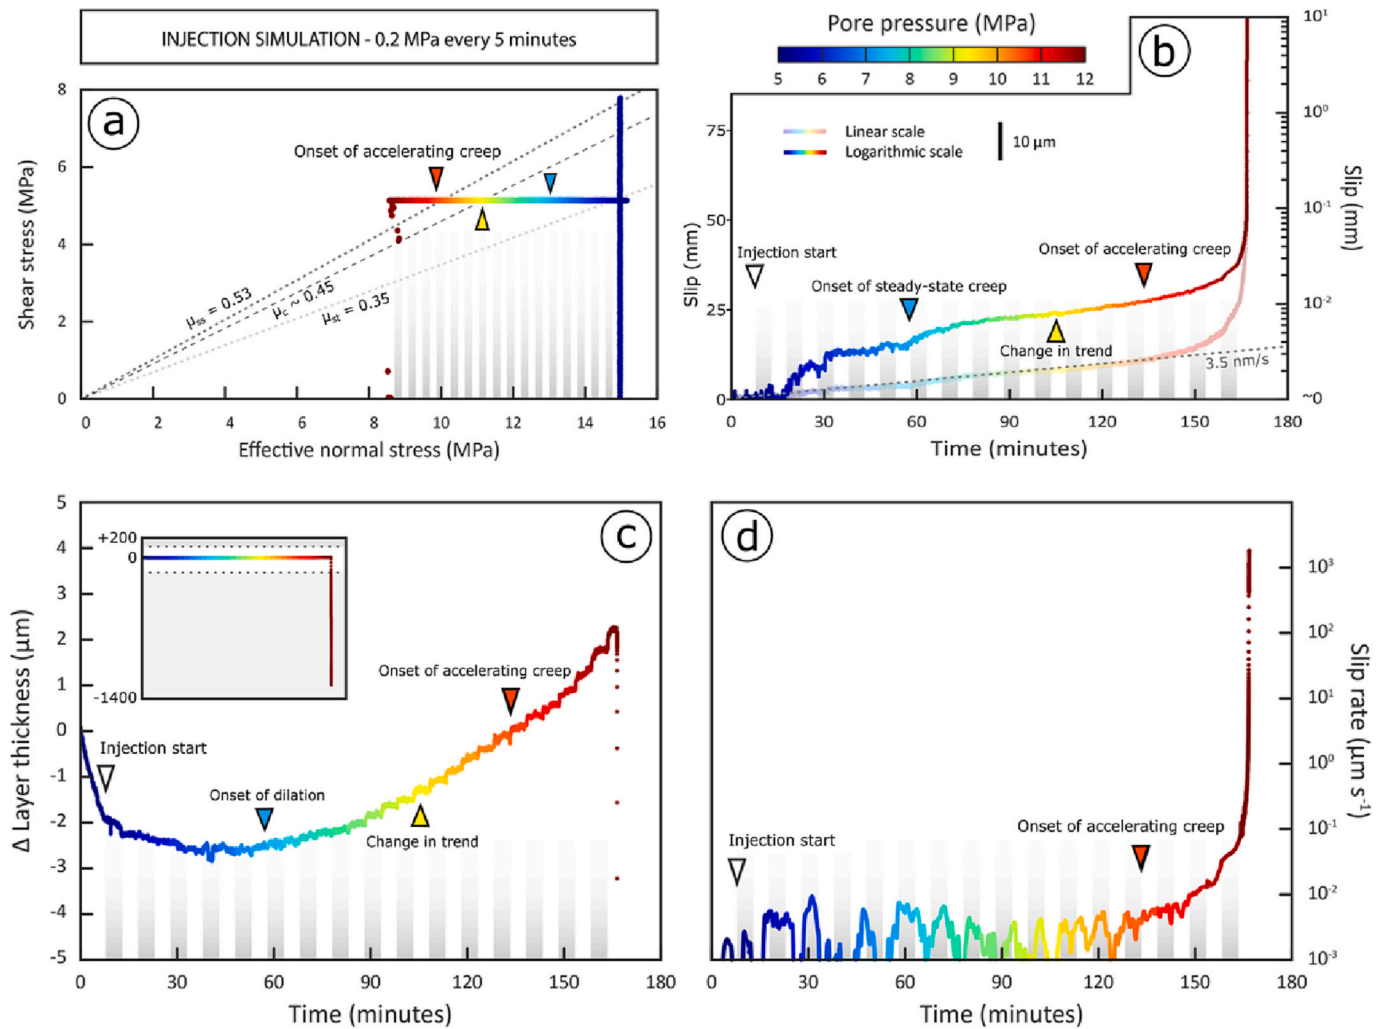 INJECTION SIMULATION - 0.2 MPa every 5 minutes
a
Shear stress (MPa)
8
6
4
2
0
Onset of accelerating creep
μss = 0.53
μc ~ 0.45
μst = 0.35
0
2
4
6
8
10
12
14
16
Effective normal stress (MPa)
Pore pressure (MPa)
5
6
7
8
9
10
11
12
b
Linear scale
Logarithmic scale
10 μm
Slip (mm)
75
50
25
0
Injection start
Onset of steady-state creep
Onset of accelerating creep
Change in trend
3.5 nm/s
10¹
10⁰
10⁻¹
10⁻²
~0
Slip (mm)
0
30
60
90
120
150
180
Time (minutes)
c
Δ Layer thickness (μm)
5
4
3
2
1
0
-1
-2
-3
-4
-5
+200
0
-1400
Injection start
Onset of dilation
Onset of accelerating creep
Change in trend
0
30
60
90
120
150
180
Time (minutes)
d
Injection start
Onset of accelerating creep
10³
10²
10¹
10⁰
10⁻¹
10⁻²
10⁻³
Slip rate (μm s⁻¹)
0
30
60
90
120
150
180
Time (minutes)